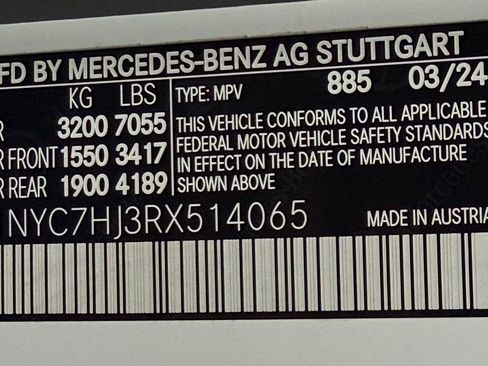 FD BY MERCEDES-BENZ AG STUTTGART
KG LBS TYPE: MPV 885 03/24
R 3200 7055 THIS VEHICLE CONFORMS TO ALL APPLICABLE
R FRONT 1550 3417 FEDERAL MOTOR VEHICLE SAFETY STANDARDS
R REAR 1900 4189 IN EFFECT ON THE DATE OF MANUFACTURE
SHOWN ABOVE
NYC7HJ3RX514065 MADE IN AUSTRIA